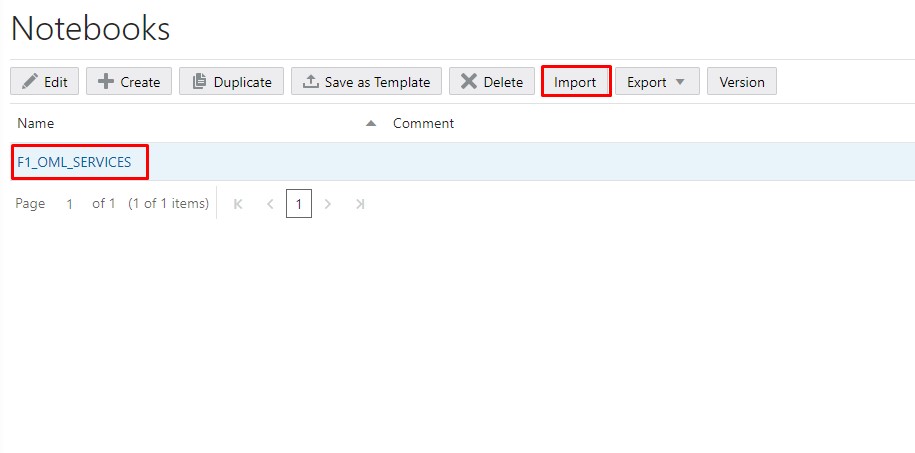 Notebooks
Edit Create Duplicate Save as Template Delete Import Export Version
Name Comment
F1_OML_SERVICES
Page 1 of 1 (1 of 1 items) 1